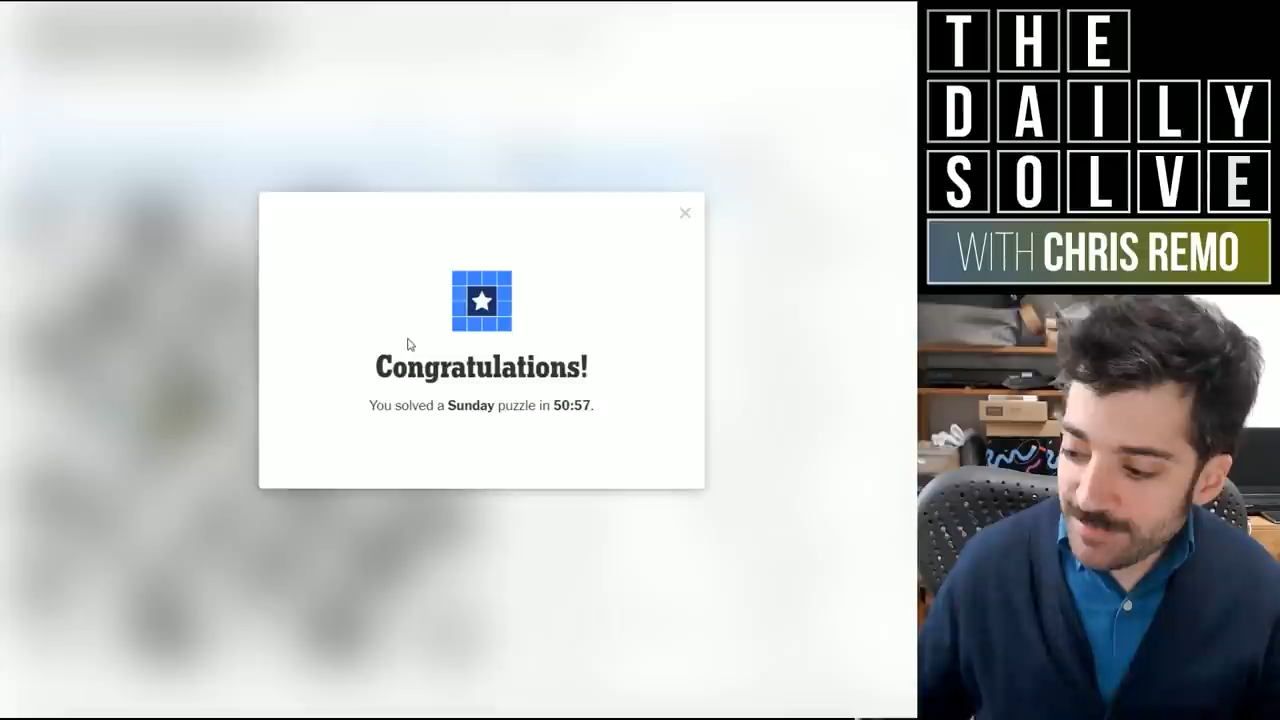 Congratulations!
You solved a Sunday puzzle in 50:57.
THE
DAILY
SOLVE
WITH CHRIS REMO